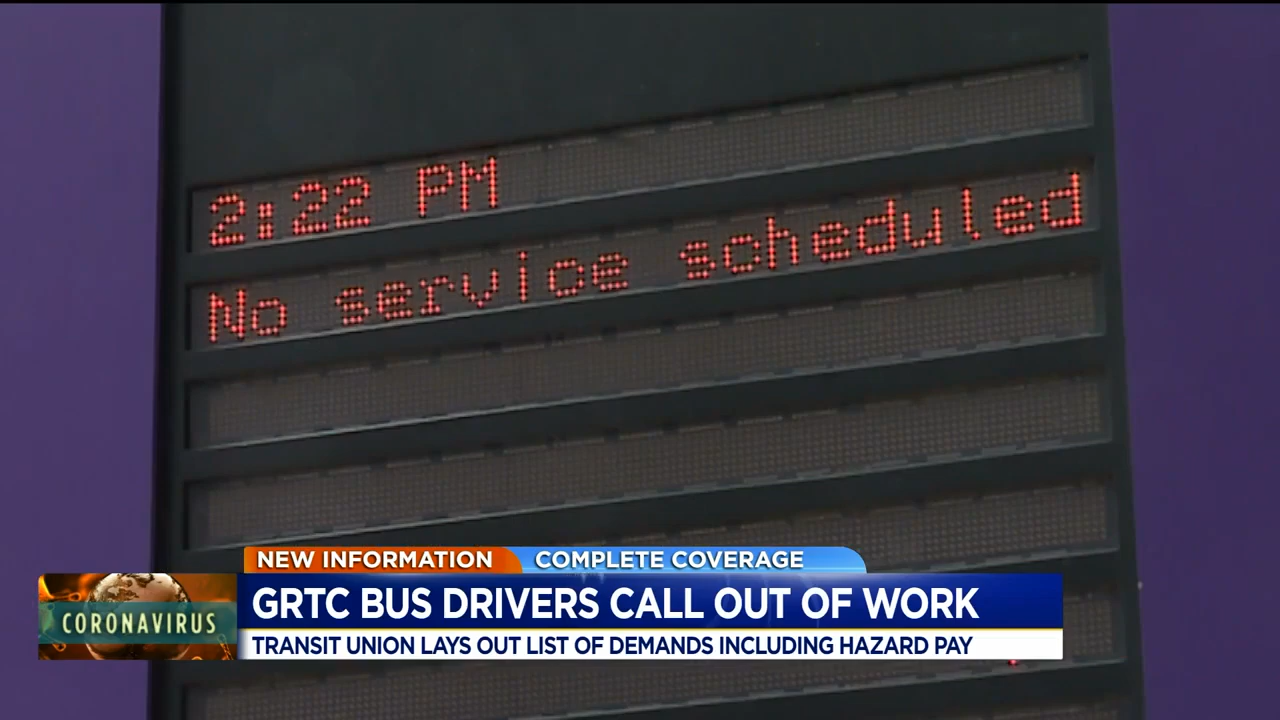 2:22 PM
No service scheduled
NEW INFORMATION
COMPLETE COVERAGE
CORONAVIRUS
GRTC BUS DRIVERS CALL OUT OF WORK
TRANSIT UNION LAYS OUT LIST OF DEMANDS INCLUDING HAZARD PAY